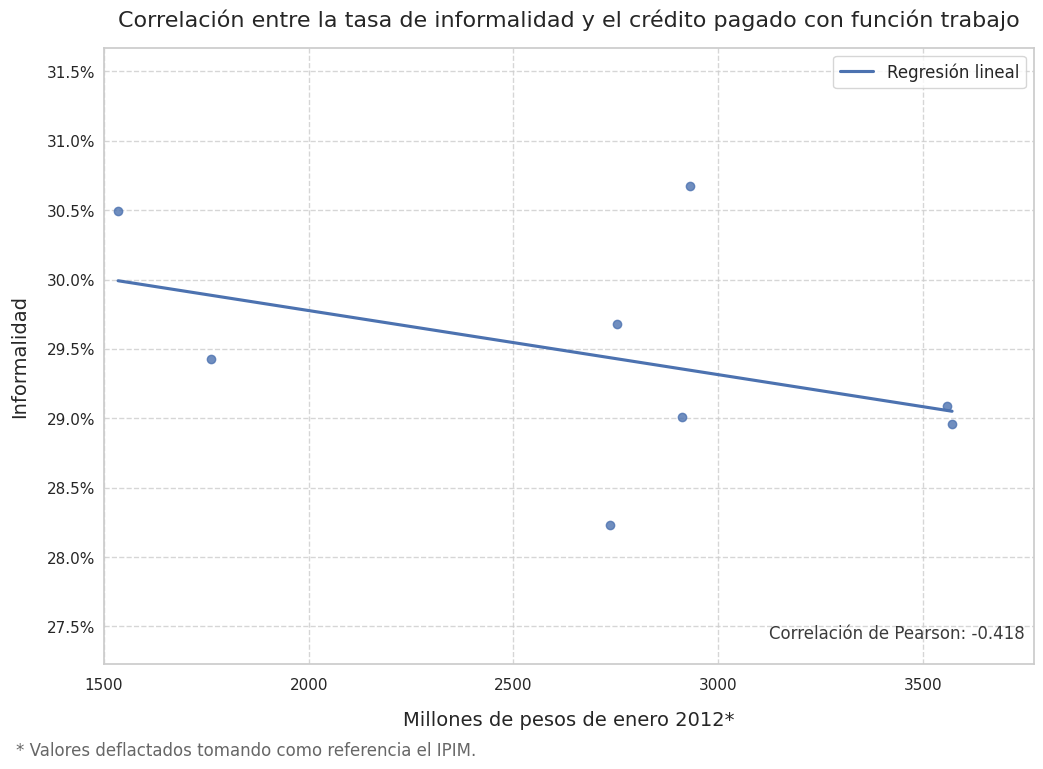 Correlación entre la tasa de informalidad y el crédito pagado con función trabajo
Regresión lineal
31.5%
31.0%
30.5%
30.0%
29.5%
29.0%
28.5%
28.0%
27.5%
Informalidad
Correlación de Pearson: -0.418
1500 2000 2500 3000 3500
Millones de pesos de enero 2012*
* Valores deflactados tomando como referencia el IPIM.